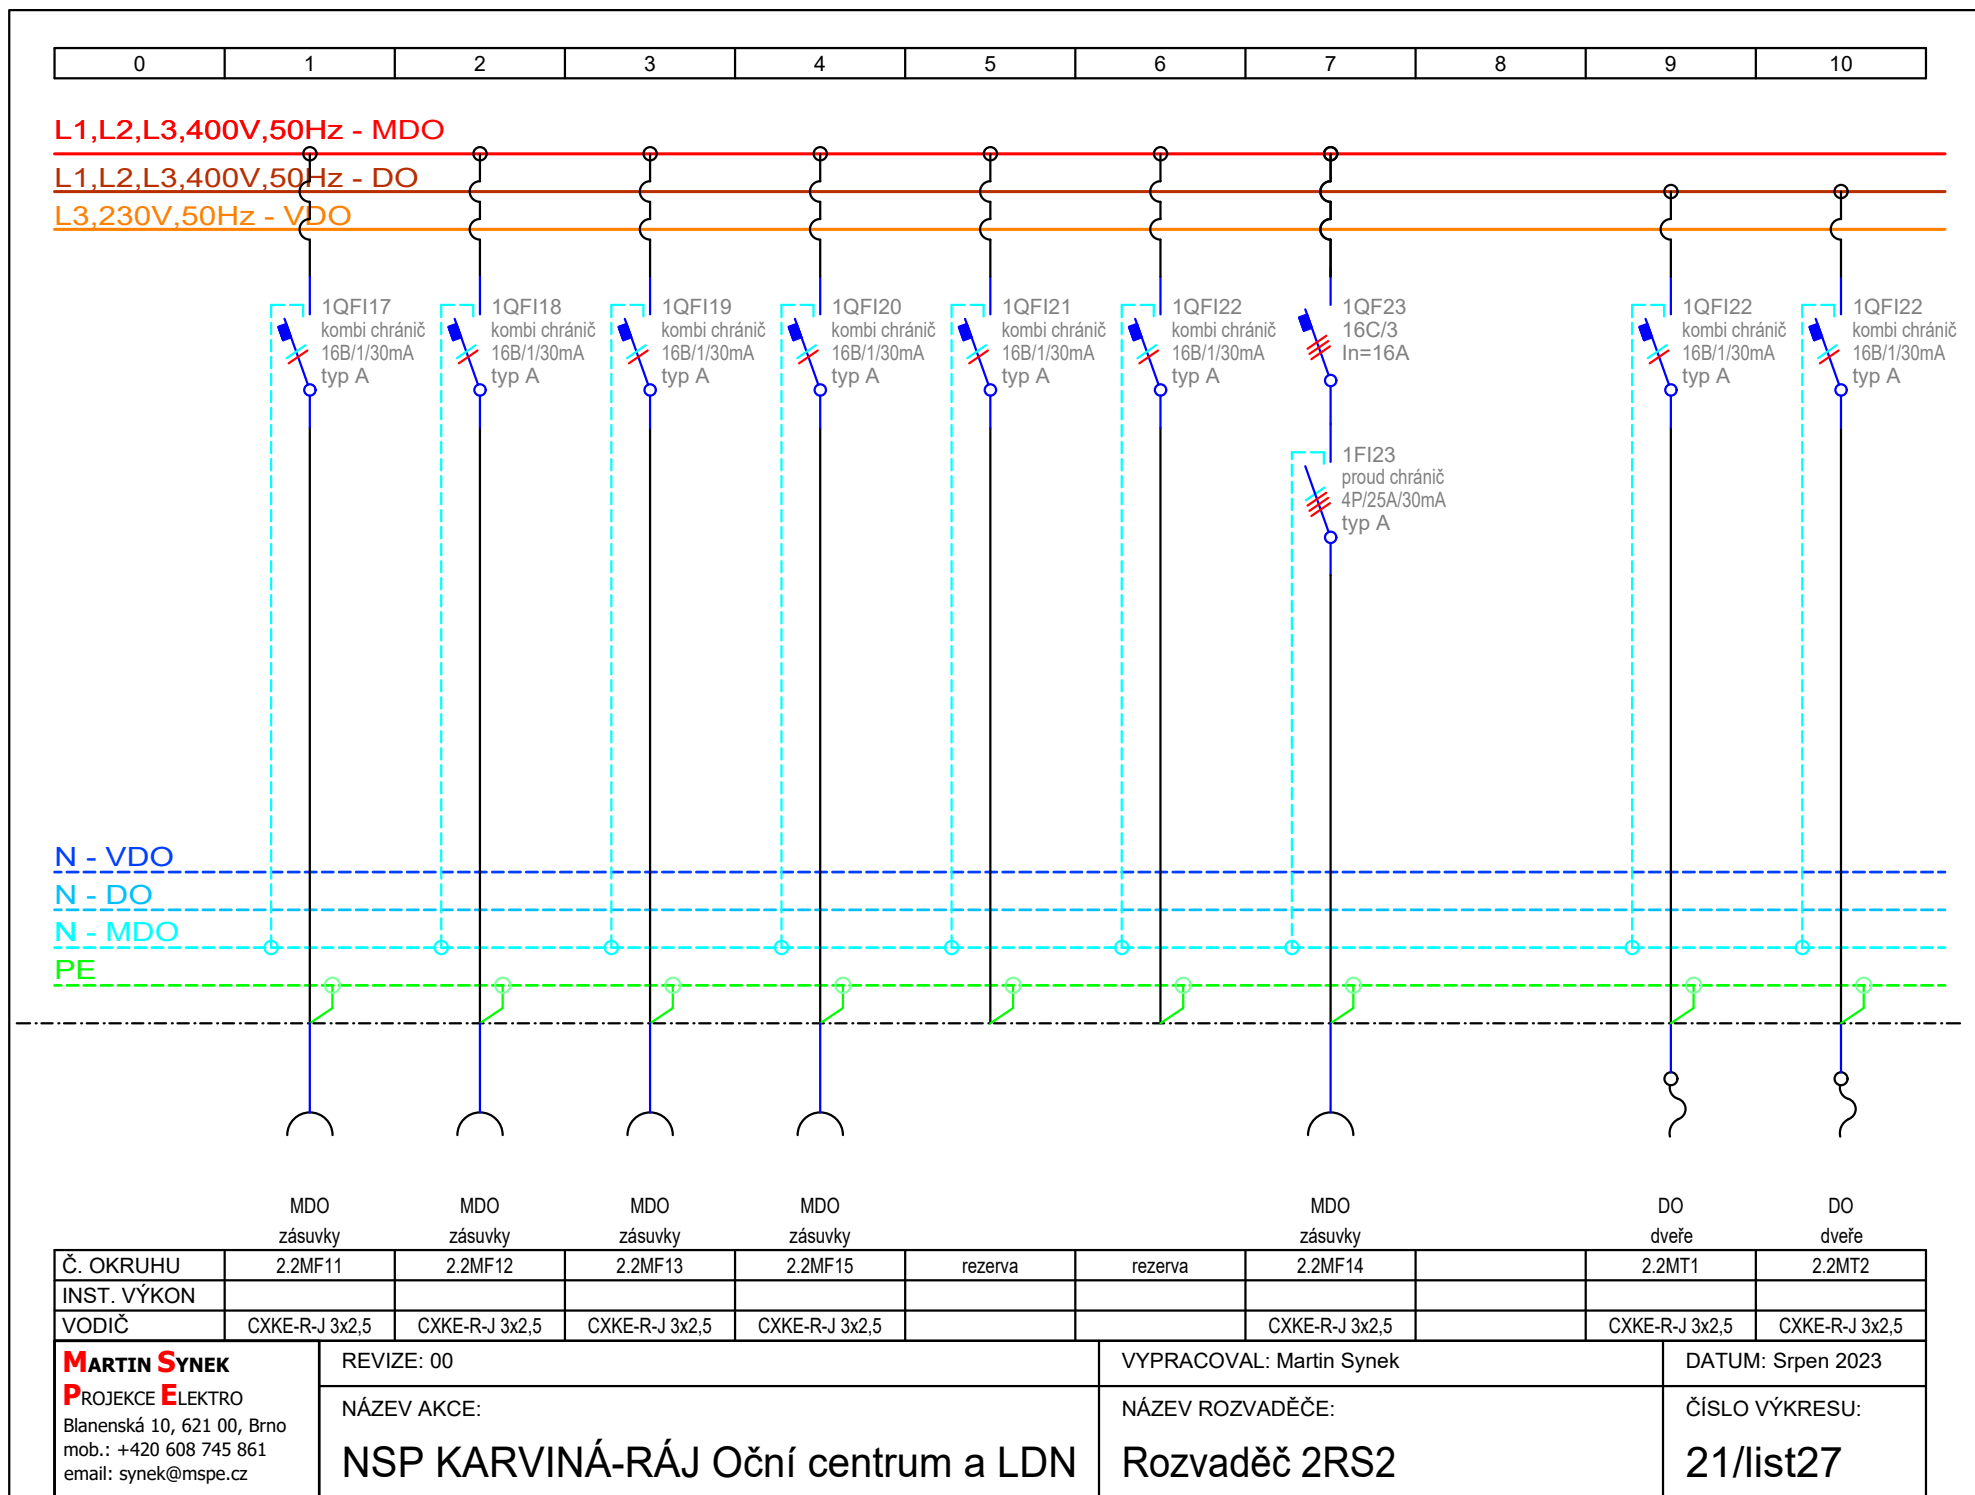 0 1 2 3 4 5 6 7 8 9 10
L1,L2,L3,400V,50Hz - MDO
L1,L2,L3,400V,50Hz - DO
L3,230V,50Hz - VDO
1QFI17
kombi chránič
16B/1/30mA
typ A
1QFI18
kombi chránič
16B/1/30mA
typ A
1QFI19
kombi chránič
16B/1/30mA
typ A
1QFI20
kombi chránič
16B/1/30mA
typ A
1QFI21
kombi chránič
16B/1/30mA
typ A
1QFI22
kombi chránič
16B/1/30mA
typ A
1QF23
16C/3
In=16A
1FI23
proud chránič
4P/25A/30mA
typ A
1QFI22
kombi chránič
16B/1/30mA
typ A
1QFI22
kombi chránič
16B/1/30mA
typ A
N - VDO
N - DO
N - MDO
PE
MDO MDO MDO MDO MDO DO DO
zásuvky zásuvky zásuvky zásuvky zásuvky dveře dveře
Č. OKRUHU 2.2MF11 2.2MF12 2.2MF13 2.2MF15 rezerva rezerva 2.2MF14 2.2MT1 2.2MT2
INST. VÝKON
VODIČ CXKE-R-J 3x2,5 CXKE-R-J 3x2,5 CXKE-R-J 3x2,5 CXKE-R-J 3x2,5 CXKE-R-J 3x2,5 CXKE-R-J 3x2,5 CXKE-R-J 3x2,5
MARTIN SYNEK
PROJEKCE ELEKTRO
Blanenská 10, 621 00, Brno
mob.: +420 608 745 861
email: synek@mspe.cz
REVIZE: 00
VYPRACOVAL: Martin Synek
DATUM: Srpen 2023
NÁZEV AKCE:
NSP KARVINÁ-RÁJ Oční centrum a LDN
NÁZEV ROZVADĚČE:
Rozvaděč 2RS2
ČÍSLO VÝKRESU:
21/list27